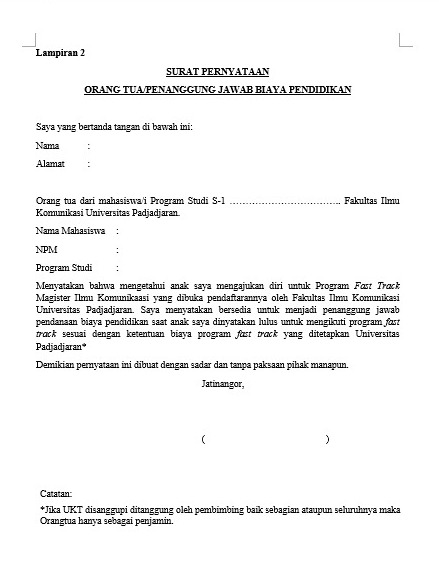 Lampiran 2
SURAT PERNYATAAN
ORANG TUA/PENANGGUNG JAWAB BIAYA PENDIDIKAN
Saya yang bertanda tangan di bawah ini:
Nama :
Alamat :
Orang tua dari mahasiswa/i Program Studi S-1 ……………………………….. Fakultas Ilmu
Komunikasi Universitas Padjadjaran.
Nama Mahasiswa :
NPM :
Program Studi :
Menyatakan bahwa mengetahui anak saya mengajukan diri untuk Program Fast Track
Magister Ilmu Komunikaasi yang dibuka pendaftarannya oleh Fakultas Ilmu Komunikasi
Universitas Padjadjaran. Saya menyatakan bersedia untuk menjadi penanggung jawab
pendanaan biaya pendidikan saat anak saya dinyatakan lulus untuk mengikuti program fast
track sesuai dengan ketentuan biaya program fast track yang ditetapkan Universitas
Padjadjaran*
Demikian pernyataan ini dibuat dengan sadar dan tanpa paksaan pihak manapun.
Jatinangor,
( )
Catatan:
*Jika UKT disanggupi ditanggung oleh pembimbing baik sebagian ataupun seluruhnya maka
Orangtua hanya sebagai penjamin.